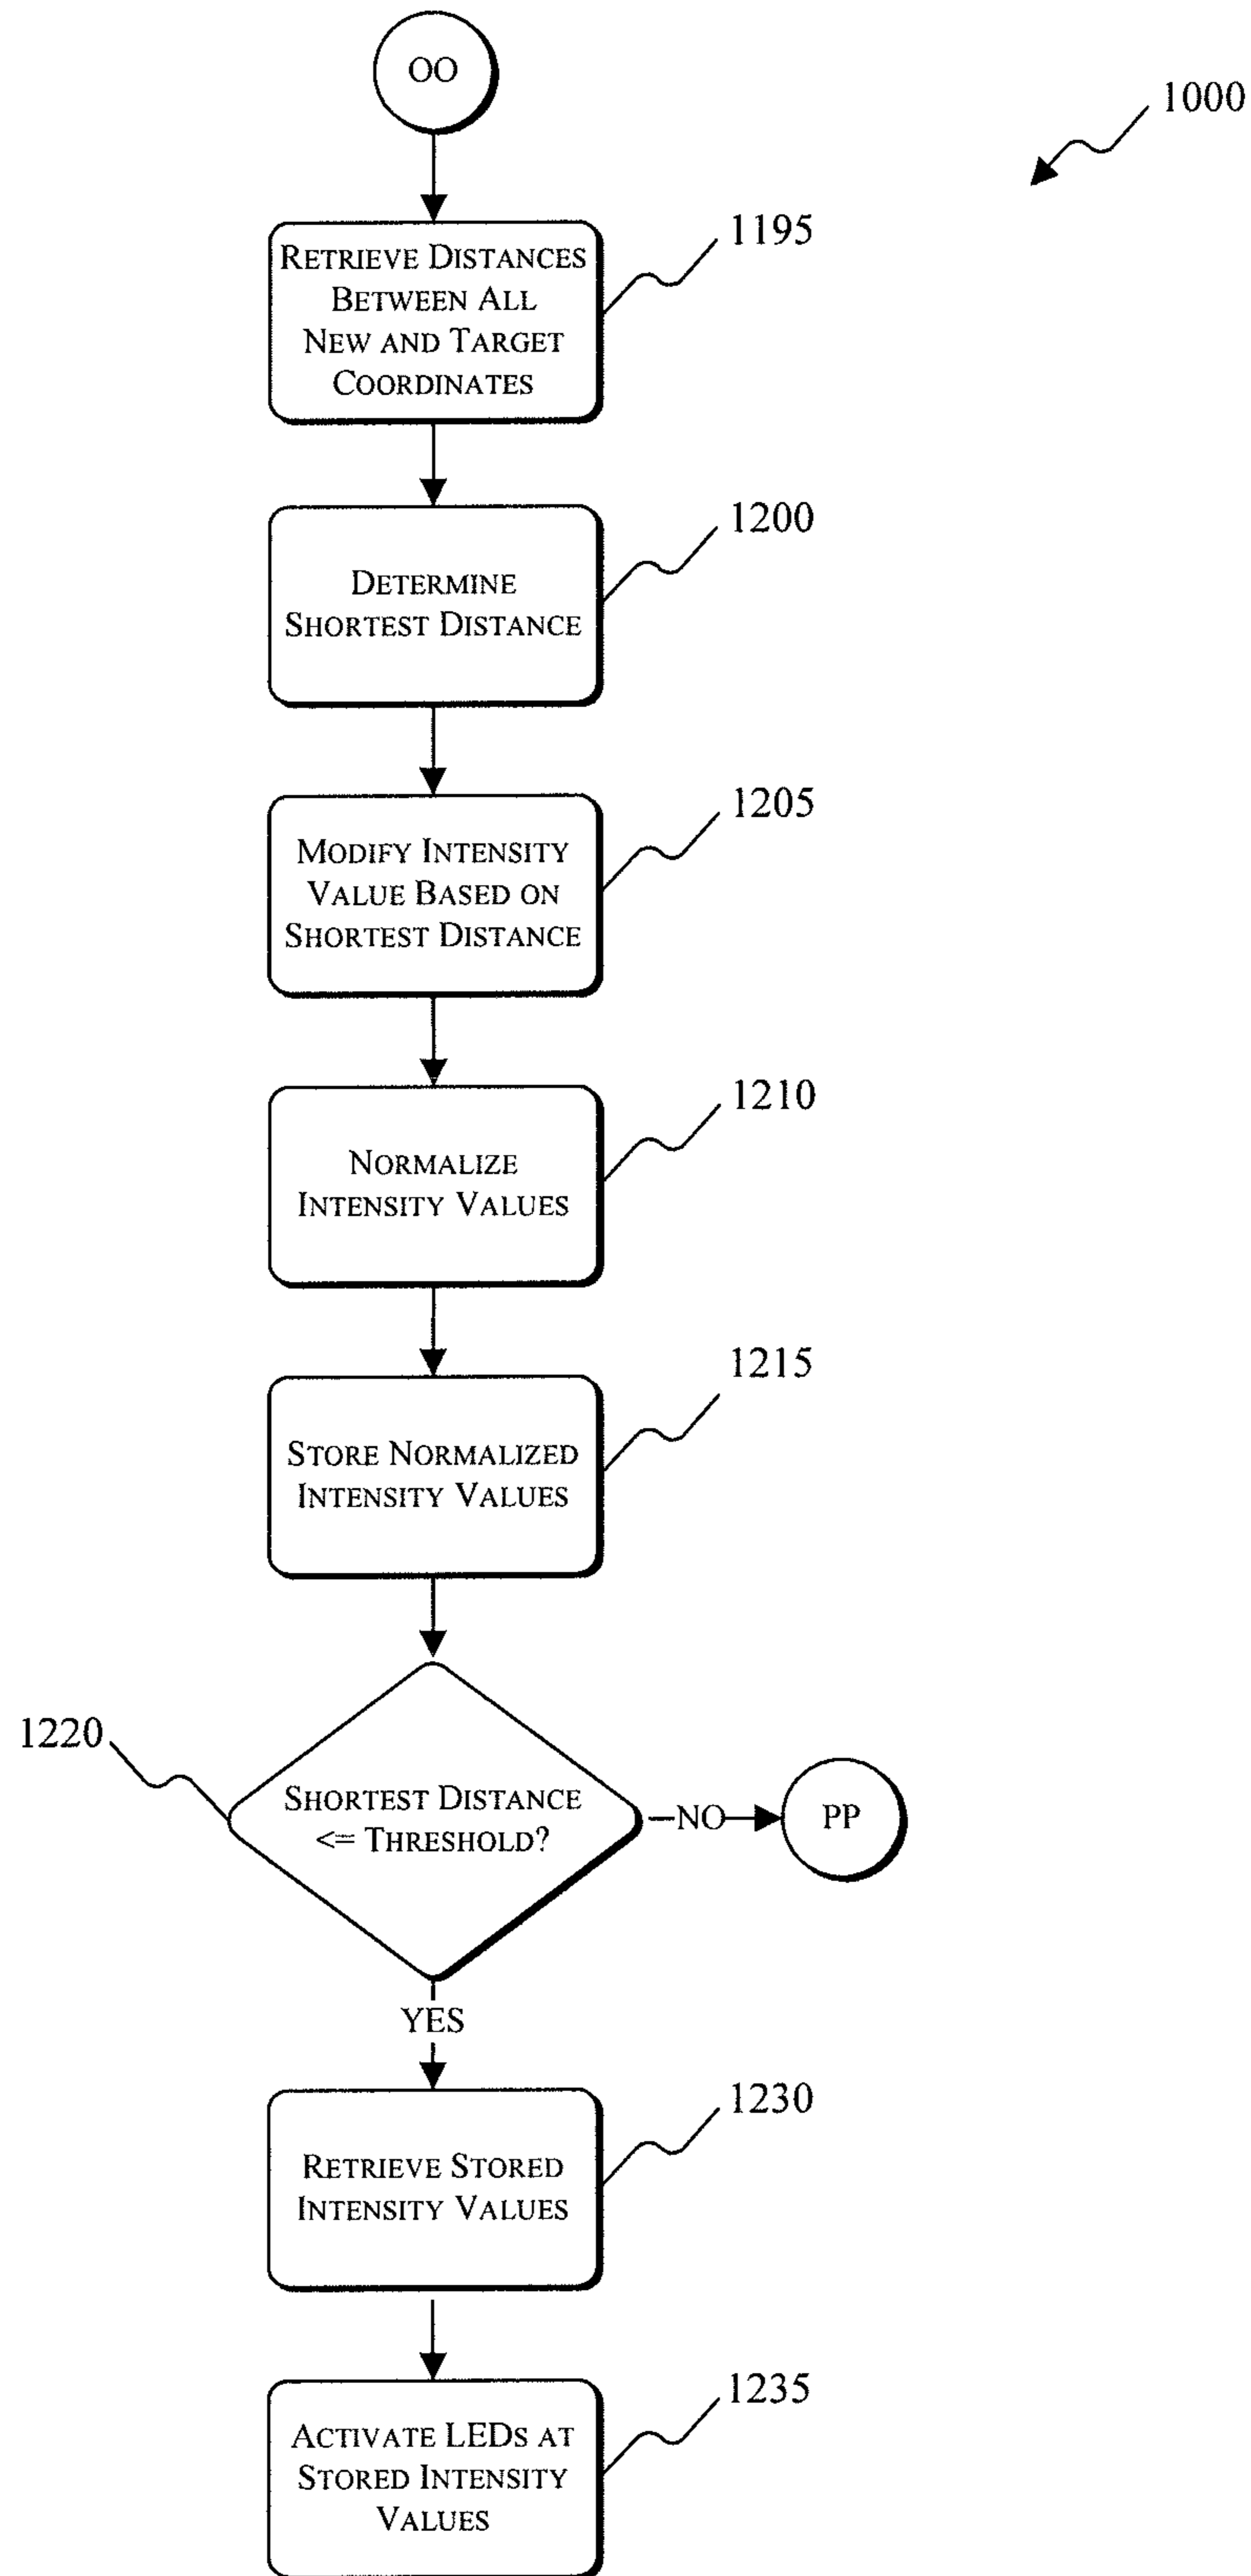 OO
1000
RETRIEVE DISTANCES
BETWEEN ALL
NEW AND TARGET
COORDINATES
1195
DETERMINE
SHORTEST DISTANCE
1200
MODIFY INTENSITY
VALUE BASED ON
SHORTEST DISTANCE
1205
NORMALIZE
INTENSITY VALUES
1210
STORE NORMALIZED
INTENSITY VALUES
1215
1220
SHORTEST DISTANCE
<= THRESHOLD?
NO
PP
YES
RETRIEVE STORED
INTENSITY VALUES
1230
ACTIVATE LEDS AT
STORED INTENSITY
VALUES
1235